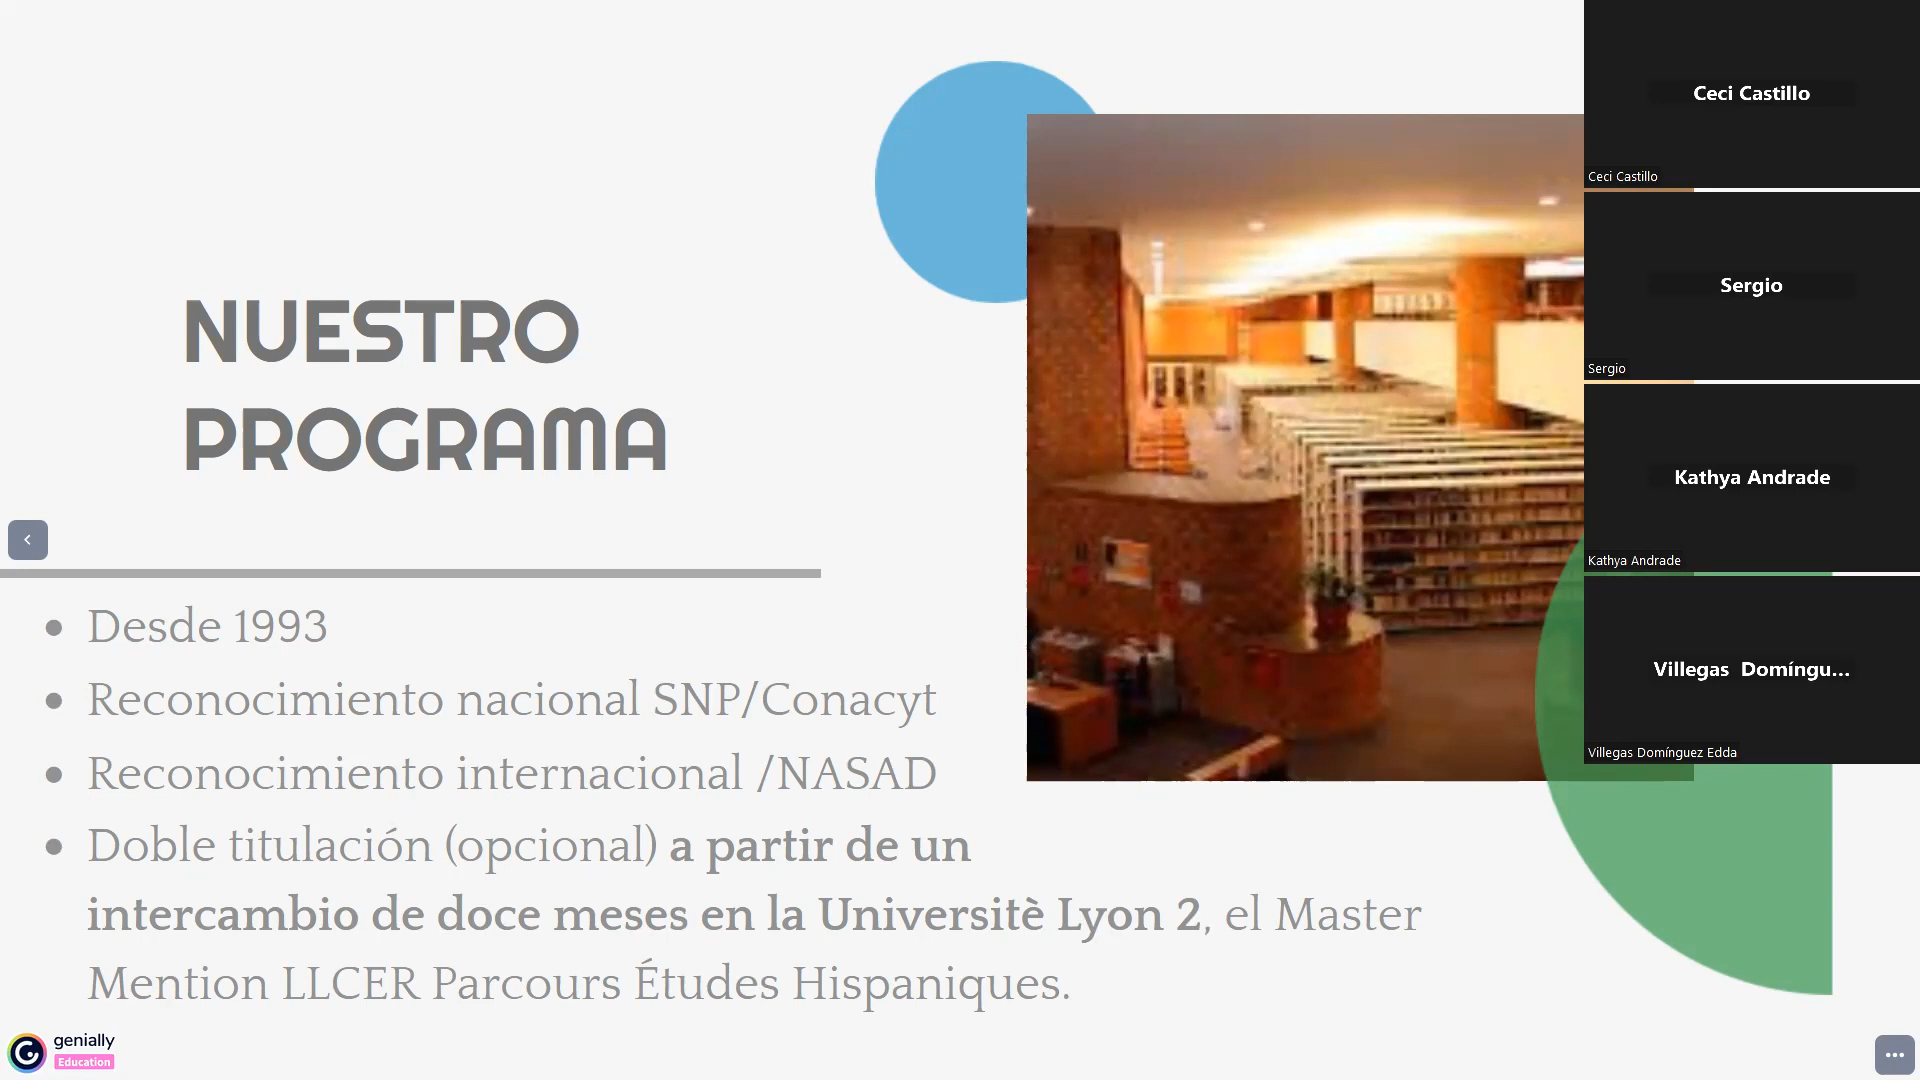 NUESTRO
PROGRAMA
Desde 1993
Reconocimiento nacional SNP/Conacyt
Reconocimiento internacional /NASAD
Doble titulación (opcional) a partir de un
intercambio de doce meses en la Universitè Lyon 2, el Master
Mention LLCER Parcours Études Hispaniques.
genially
Education
Ceci Castillo
Ceci Castillo
Sergio
Sergio
Kathya Andrade
Kathya Andrade
Villegas Domíngu...
Villegas Domínguez Edda